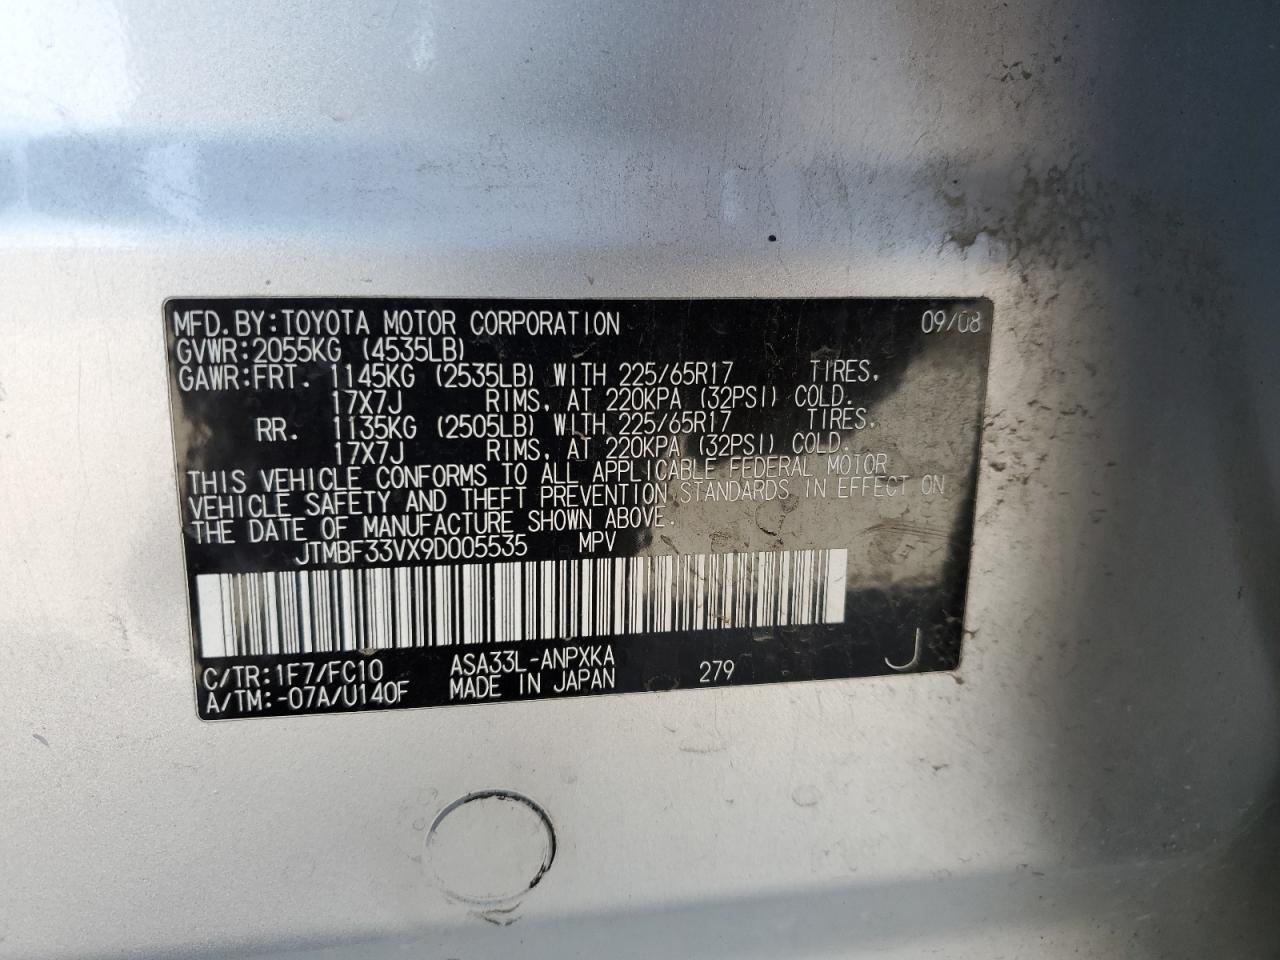 MFD.BY:TOYOTA MOTOR CORPORATION 09/08
GVWR:2055KG (4535LB)
GAWR:FRT. 1145KG (2535LB) WITH 225/65R17 TIRES,
17X7J RIMS, AT 220KPA (32PSI) COLD.
RR. 1135KG (2505LB) WITH 225/65R17 TIRES,
17X7J RIMS, AT 220KPA (32PSI) COLD.
THIS VEHICLE CONFORMS TO ALL APPLICABLE FEDERAL MOTOR
VEHICLE SAFETY AND THEFT PREVENTION STANDARDS IN EFFECT ON
THE DATE OF MANUFACTURE SHOWN ABOVE.
JTMBF33VX9D005535 MPV
C/TR:1F7/FC10 ASA33L-ANPXKA 279 J
A/TM:-07A/U140F MADE IN JAPAN